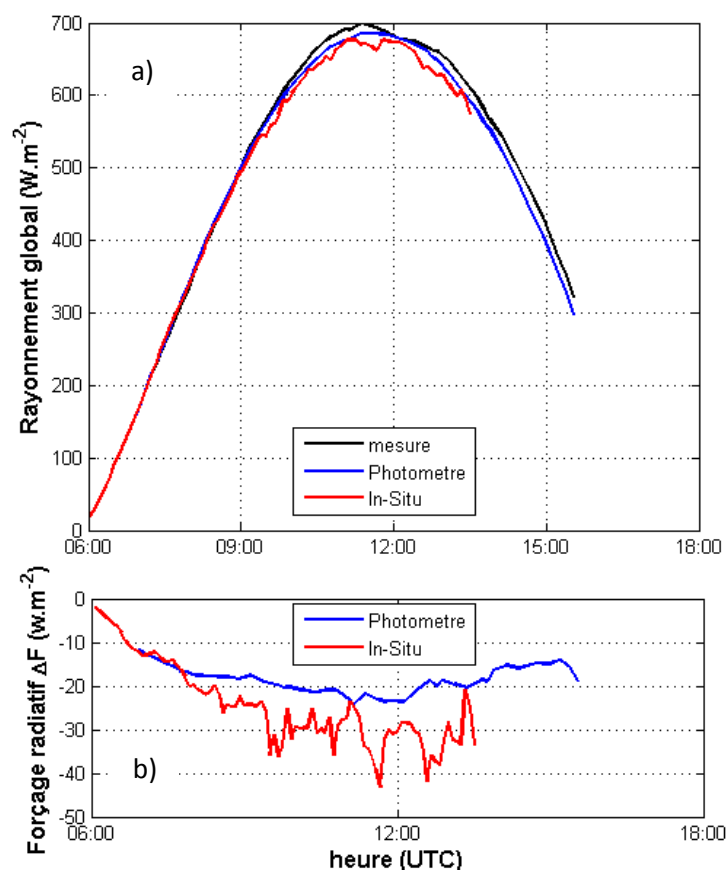 a)
Rayonnement global (W.m-2)
700
600
500
400
300
200
100
0
mesure
Photometre
In-Situ
06:00 09:00 12:00 15:00 18:00
Forçage radiatif ΔF (w.m-2)
0
-10
-20
-30
-40
-50
Photometre
In-Situ
b)
06:00 12:00 18:00
heure (UTC)